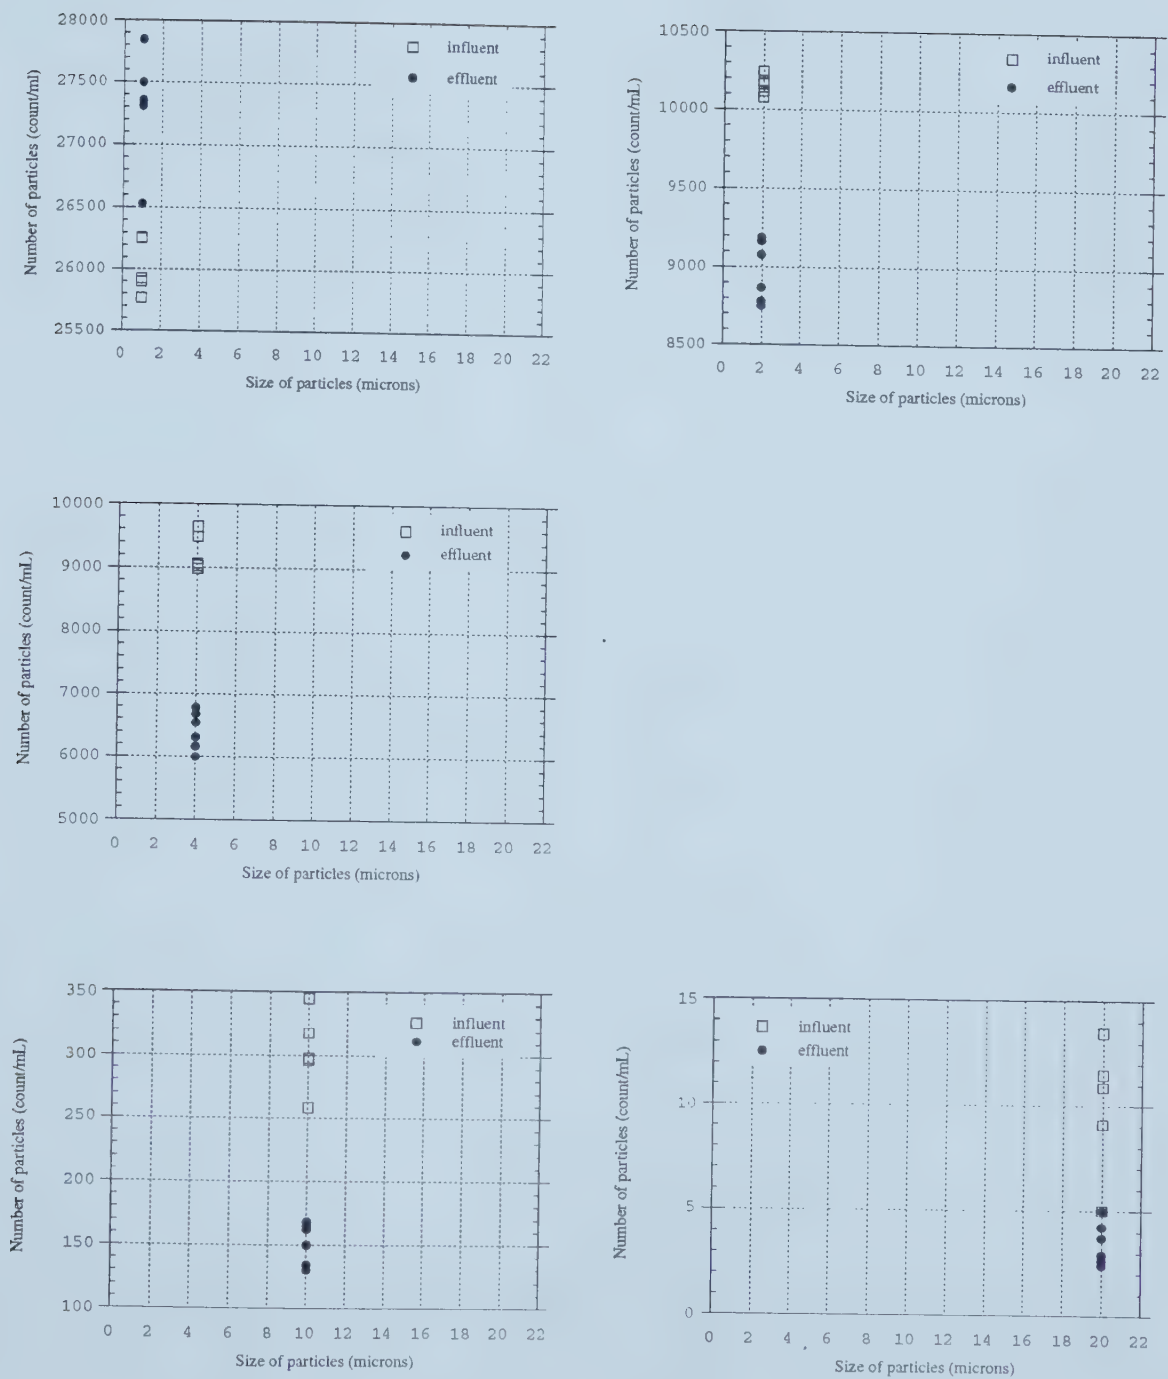 28000
27500
27000
26500
26000
25500
Number of particles (count/ml)
influent
effluent
0 2 4 6 8 10 12 14 16 18 20 22
Size of particles (microns)
10500
10000
9500
9000
8500
Number of particles (count/mL)
influent
effluent
0 2 4 6 8 10 12 14 16 18 20 22
Size of particles (microns)
10000
9000
8000
7000
6000
5000
Number of particles (count/mL)
influent
effluent
0 2 4 6 8 10 12 14 16 18 20 22
Size of particles (microns)
350
300
250
200
150
100
Number of particles (count/mL)
influent
effluent
0 2 4 6 8 10 12 14 16 18 20 22
Size of particles (microns)
15
10
5
0
Number of particles (count/mL)
influent
effluent
0 2 4 6 8 10 12 14 16 18 20 22
Size of particles (microns)